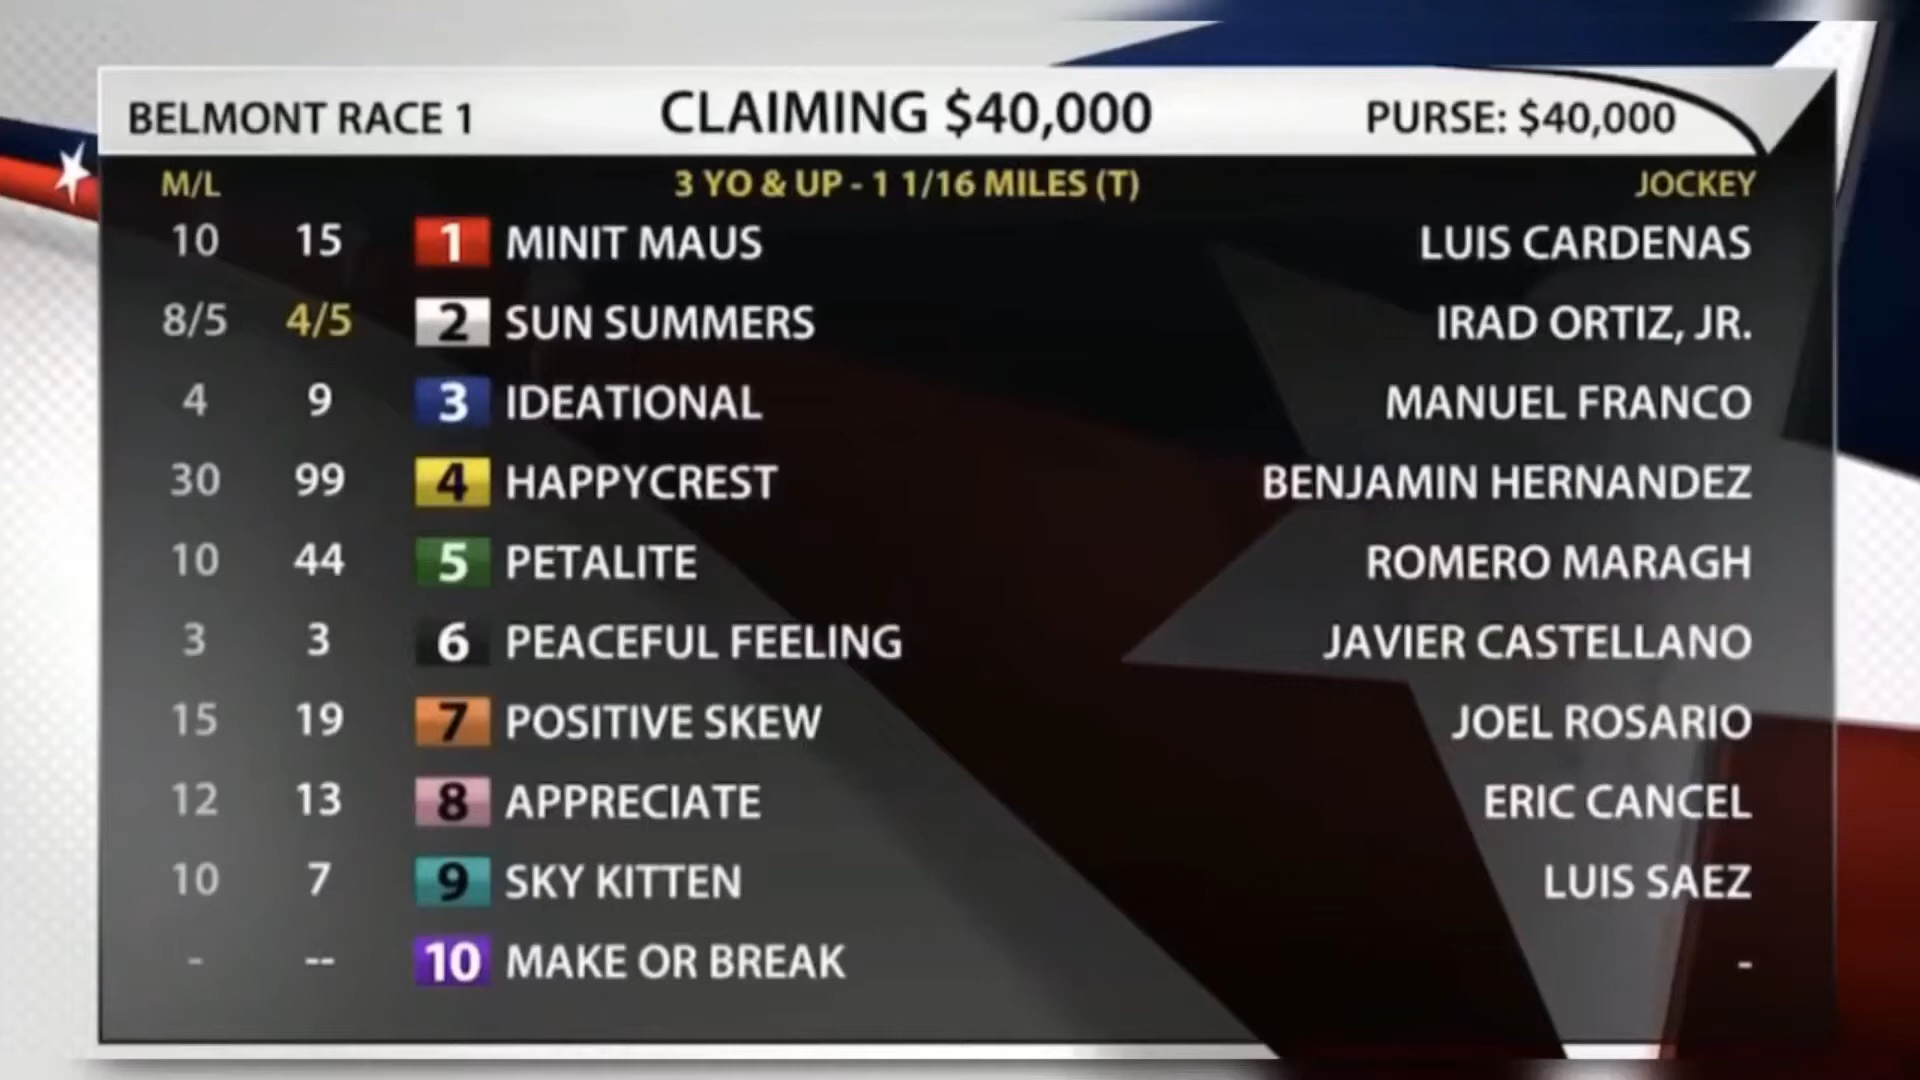 BELMONT RACE 1 CLAIMING $40,000 PURSE: $40,000
M/L 3 YO & UP - 1 1/16 MILES (T) JOCKEY
10 15 1 MINIT MAUS LUIS CARDENAS
8/5 4/5 2 SUN SUMMERS IRAD ORTIZ, JR.
4 9 3 IDEATIONAL MANUEL FRANCO
30 99 4 HAPPYCREST BENJAMIN HERNANDEZ
10 44 5 PETALITE ROMERO MARAGH
3 3 6 PEACEFUL FEELING JAVIER CASTELLANO
15 19 7 POSITIVE SKEW JOEL ROSARIO
12 13 8 APPRECIATE ERIC CANCEL
10 7 9 SKY KITTEN LUIS SAEZ
- -- 10 MAKE OR BREAK -